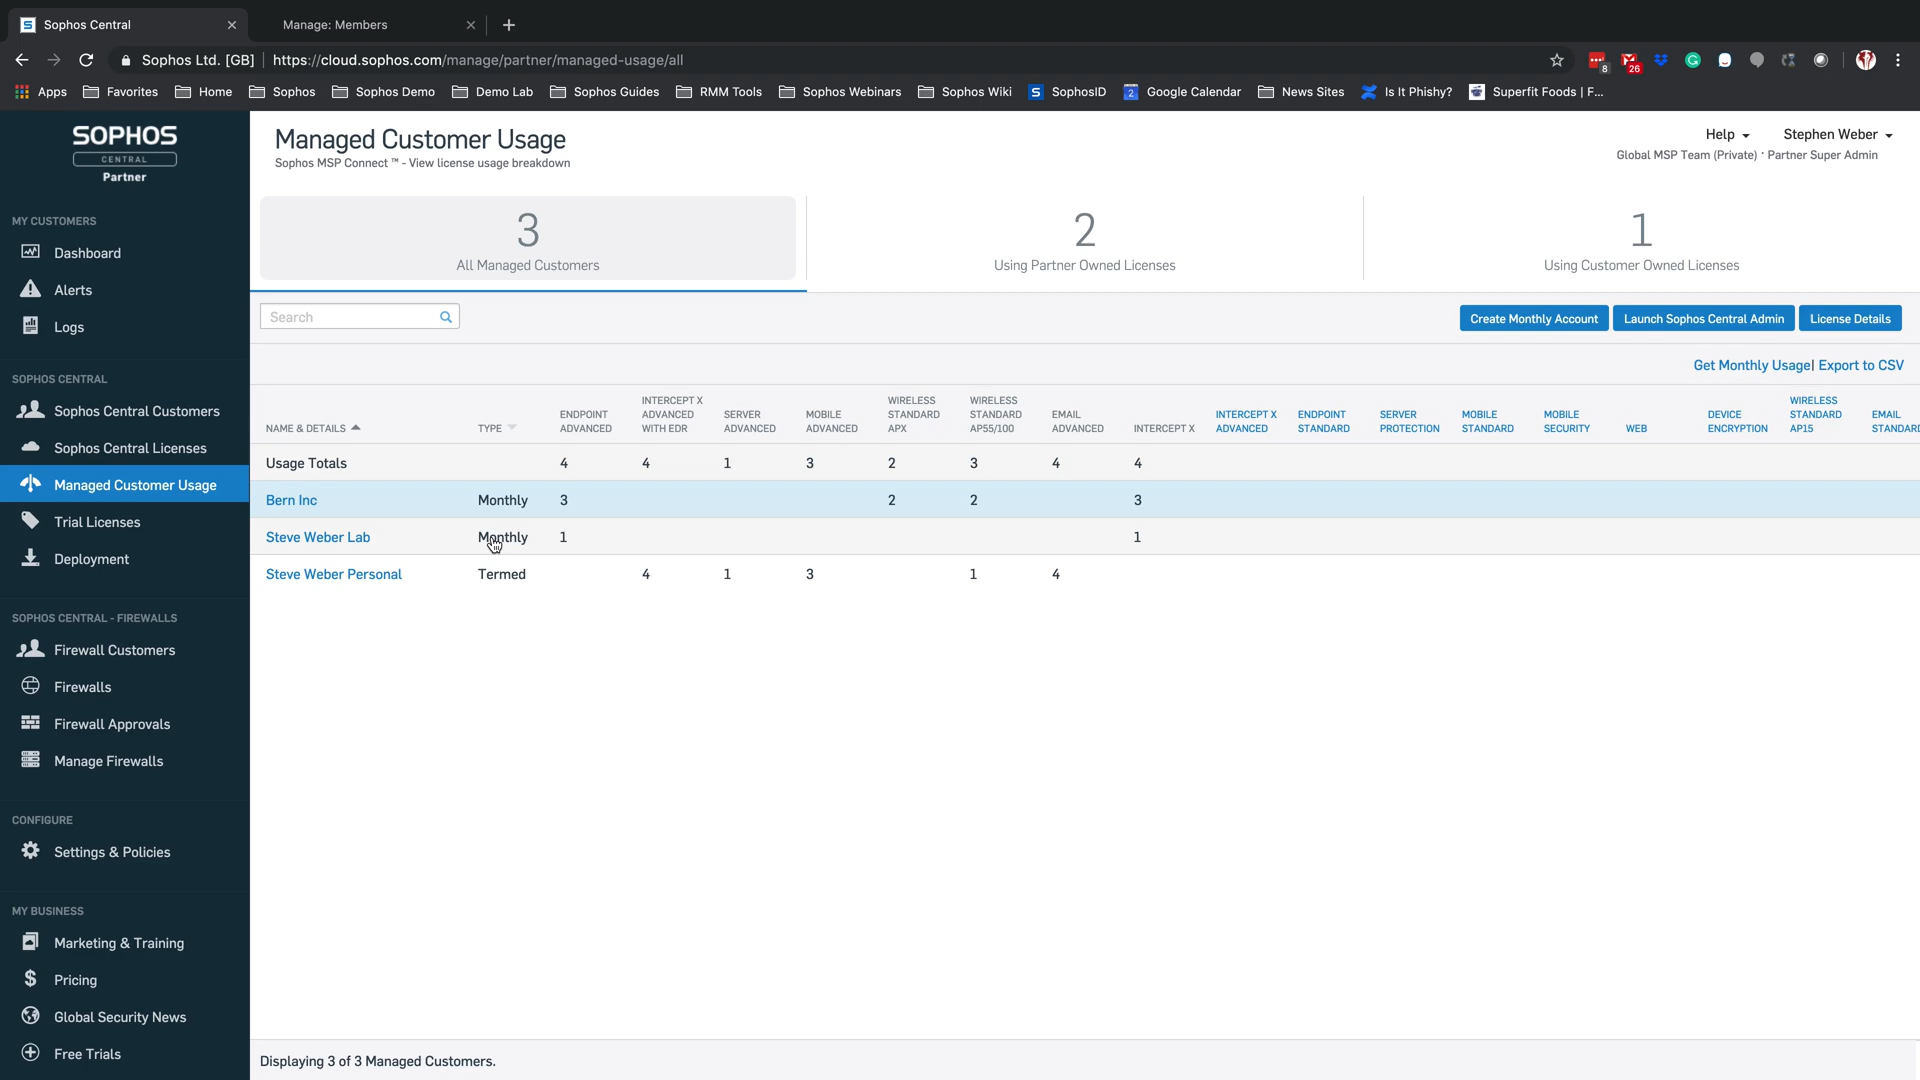 Sophos Central
Manage: Members
Sophos Ltd. [GB] https://cloud.sophos.com/manage/partner/managed-usage/all
8
26
Apps Favorites Home Sophos Sophos Demo Demo Lab Sophos Guides RMM Tools Sophos Webinars Sophos Wiki S SophosID 2 Google Calendar News Sites Is It Phishy? Superfit Foods | F...
SOPHOS
CENTRAL
Partner
MY CUSTOMERS
Dashboard
Alerts
Logs
SOPHOS CENTRAL
Sophos Central Customers
Sophos Central Licenses
Managed Customer Usage
Trial Licenses
Deployment
SOPHOS CENTRAL - FIREWALLS
Firewall Customers
Firewalls
Firewall Approvals
Manage Firewalls
CONFIGURE
Settings & Policies
MY BUSINESS
Marketing & Training
Pricing
Global Security News
Free Trials
Managed Customer Usage
Sophos MSP Connect ™ - View license usage breakdown
Help Stephen Weber
Global MSP Team (Private) · Partner Super Admin
3
All Managed Customers
2
Using Partner Owned Licenses
1
Using Customer Owned Licenses
Search
Create Monthly Account Launch Sophos Central Admin License Details
Get Monthly Usage| Export to CSV
NAME & DETAILS
TYPE
ENDPOINT
ADVANCED
INTERCEPT X
ADVANCED
WITH EDR
SERVER
ADVANCED
MOBILE
ADVANCED
WIRELESS
STANDARD
APX
WIRELESS
STANDARD
AP55/100
EMAIL
ADVANCED
INTERCEPT X
INTERCEPT X
ADVANCED
ENDPOINT
STANDARD
SERVER
PROTECTION
MOBILE
STANDARD
MOBILE
SECURITY
WEB
DEVICE
ENCRYPTION
WIRELESS
STANDARD
AP15
EMAIL
STANDARD
Usage Totals 4 4 1 3 2 3 4 4
Bern Inc Monthly 3 2 2 3
Steve Weber Lab Monthly 1 1
Steve Weber Personal Termed 4 1 3 1 4
Displaying 3 of 3 Managed Customers.